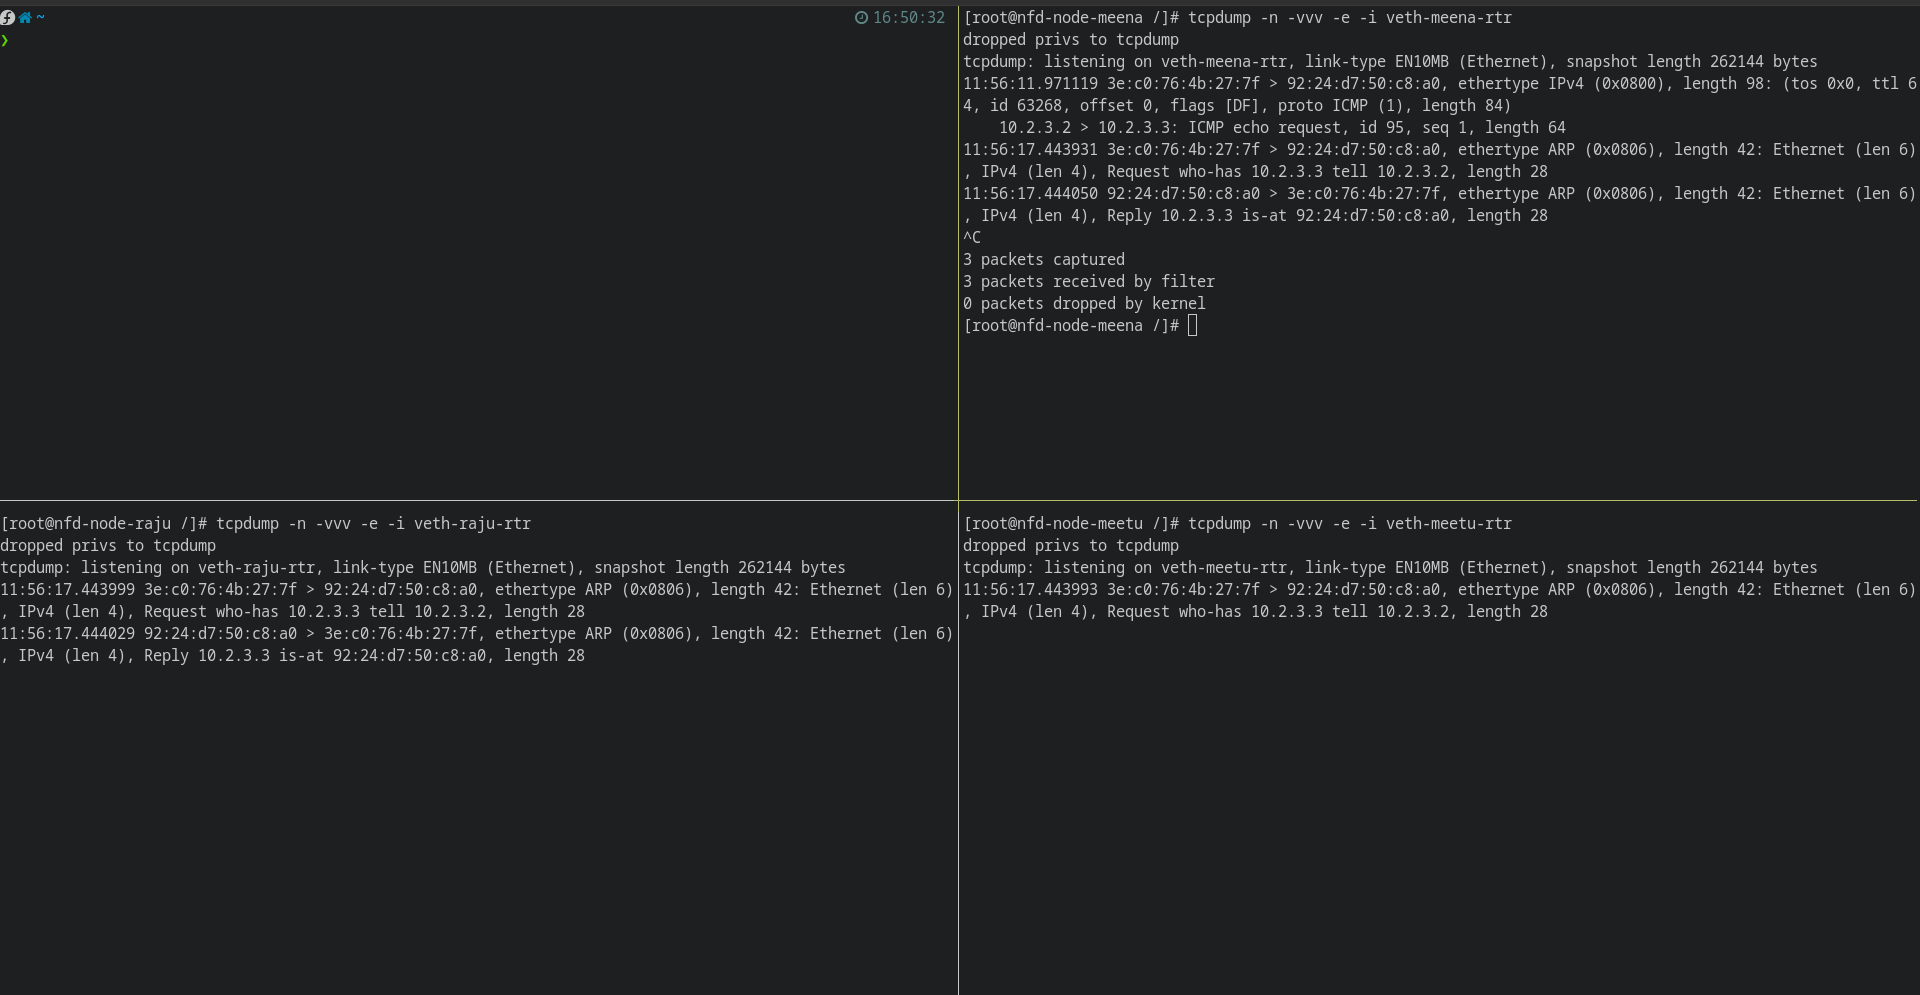 ~ 16:50:32
❯
[root@nfd-node-meena /]# tcpdump -n -vvv -e -i veth-meena-rtr
dropped privs to tcpdump
tcpdump: listening on veth-meena-rtr, link-type EN10MB (Ethernet), snapshot length 262144 bytes
11:56:11.971119 3e:c0:76:4b:27:7f > 92:24:d7:50:c8:a0, ethertype IPv4 (0x0800), length 98: (tos 0x0, ttl 6
4, id 63268, offset 0, flags [DF], proto ICMP (1), length 84)
    10.2.3.2 > 10.2.3.3: ICMP echo request, id 95, seq 1, length 64
11:56:17.443931 3e:c0:76:4b:27:7f > 92:24:d7:50:c8:a0, ethertype ARP (0x0806), length 42: Ethernet (len 6)
, IPv4 (len 4), Request who-has 10.2.3.3 tell 10.2.3.2, length 28
11:56:17.444050 92:24:d7:50:c8:a0 > 3e:c0:76:4b:27:7f, ethertype ARP (0x0806), length 42: Ethernet (len 6)
, IPv4 (len 4), Reply 10.2.3.3 is-at 92:24:d7:50:c8:a0, length 28
^C
3 packets captured
3 packets received by filter
0 packets dropped by kernel
[root@nfd-node-meena /]#
[root@nfd-node-raju /]# tcpdump -n -vvv -e -i veth-raju-rtr
dropped privs to tcpdump
tcpdump: listening on veth-raju-rtr, link-type EN10MB (Ethernet), snapshot length 262144 bytes
11:56:17.443999 3e:c0:76:4b:27:7f > 92:24:d7:50:c8:a0, ethertype ARP (0x0806), length 42: Ethernet (len 6)
, IPv4 (len 4), Request who-has 10.2.3.3 tell 10.2.3.2, length 28
11:56:17.444029 92:24:d7:50:c8:a0 > 3e:c0:76:4b:27:7f, ethertype ARP (0x0806), length 42: Ethernet (len 6)
, IPv4 (len 4), Reply 10.2.3.3 is-at 92:24:d7:50:c8:a0, length 28
[root@nfd-node-meetu /]# tcpdump -n -vvv -e -i veth-meetu-rtr
dropped privs to tcpdump
tcpdump: listening on veth-meetu-rtr, link-type EN10MB (Ethernet), snapshot length 262144 bytes
11:56:17.443993 3e:c0:76:4b:27:7f > 92:24:d7:50:c8:a0, ethertype ARP (0x0806), length 42: Ethernet (len 6)
, IPv4 (len 4), Request who-has 10.2.3.3 tell 10.2.3.2, length 28